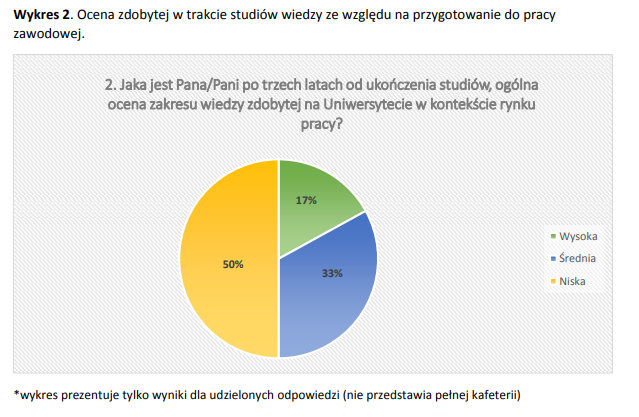 Wykres 2. Ocena zdobytej w trakcie studiów wiedzy ze względu na przygotowanie do pracy
zawodowej.
2. Jaka jest Pana/Pani po trzech latach od ukończenia studiów, ogólna
ocena zakresu wiedzy zdobytej na Uniwersytecie w kontekście rynku
pracy?
17%
33%
50%
Wysoka
Średnia
Niska
*wykres prezentuje tylko wyniki dla udzielonych odpowiedzi (nie przedstawia pełnej kafeterii)